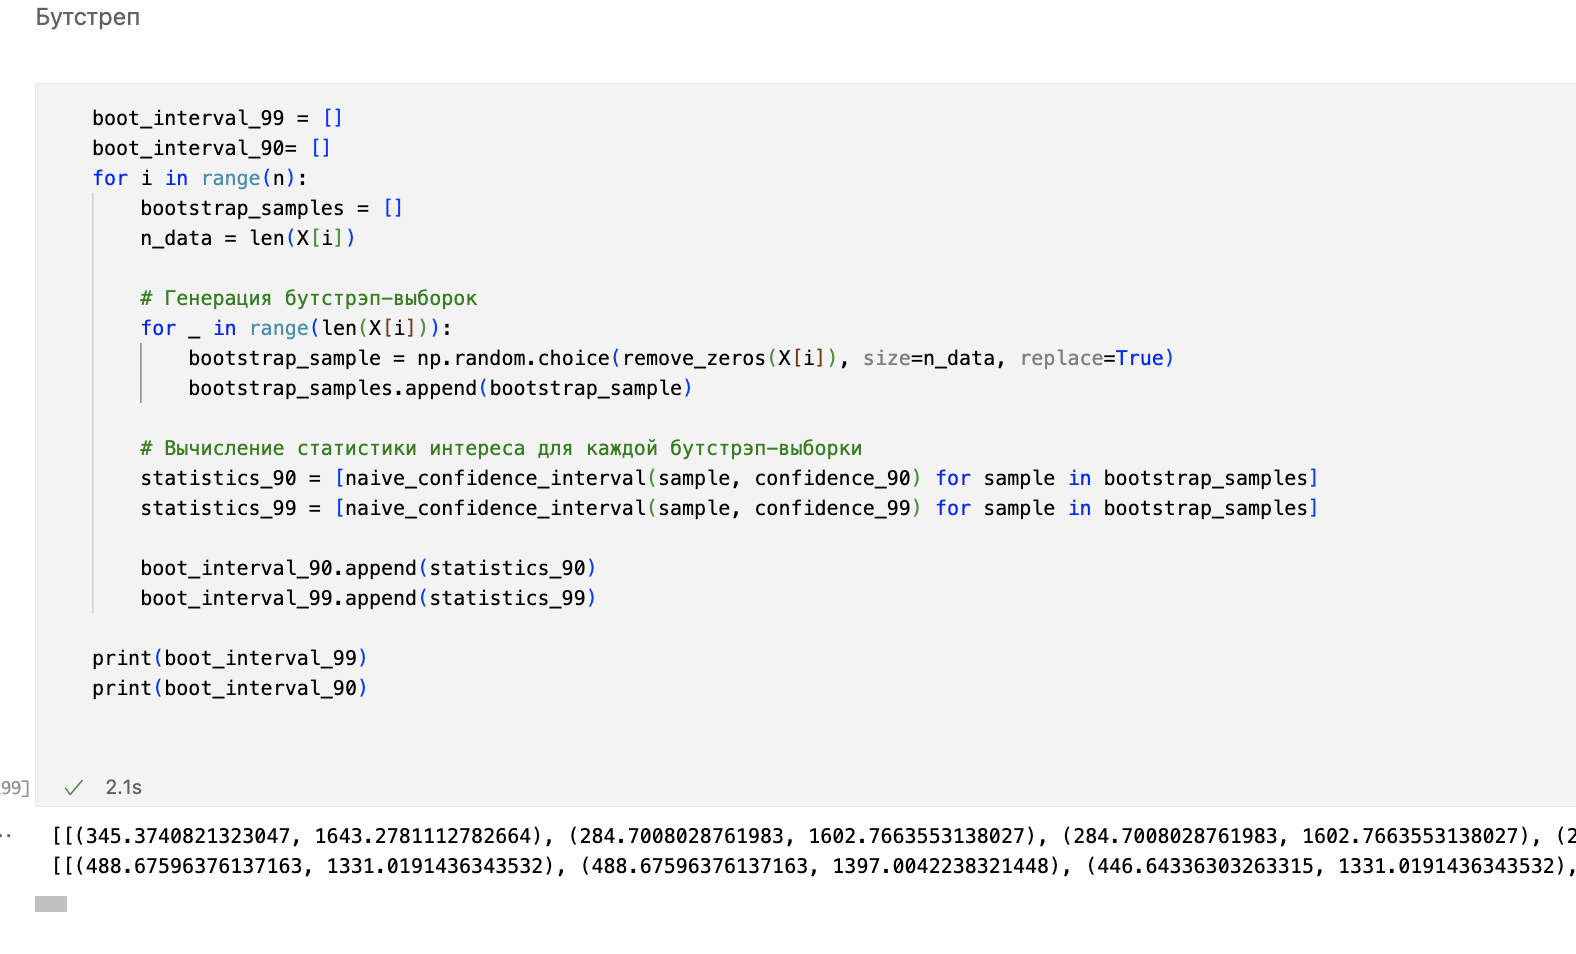 Бутстреп
boot_interval_99 = []
boot_interval_90= []
for i in range(n):
    bootstrap_samples = []
    n_data = len(X[i])
    # Генерация бутстрэп-выборок
    for _ in range(len(X[i])):
        bootstrap_sample = np.random.choice(remove_zeros(X[i]), size=n_data, replace=True)
        bootstrap_samples.append(bootstrap_sample)
    # Вычисление статистики интереса для каждой бутстрэп-выборки
    statistics_90 = [naive_confidence_interval(sample, confidence_90) for sample in bootstrap_samples]
    statistics_99 = [naive_confidence_interval(sample, confidence_99) for sample in bootstrap_samples]
    boot_interval_90.append(statistics_90)
    boot_interval_99.append(statistics_99)
print(boot_interval_99)
print(boot_interval_90)
99] ✓ 2.1s
[[(345.3740821323047, 1643.2781112782664), (284.7008028761983, 1602.7663553138027), (284.7008028761983, 1602.7663553138027), (2
[[(488.67596376137163, 1331.0191436343532), (488.67596376137163, 1397.0042238321448), (446.64336303263315, 1331.0191436343532),